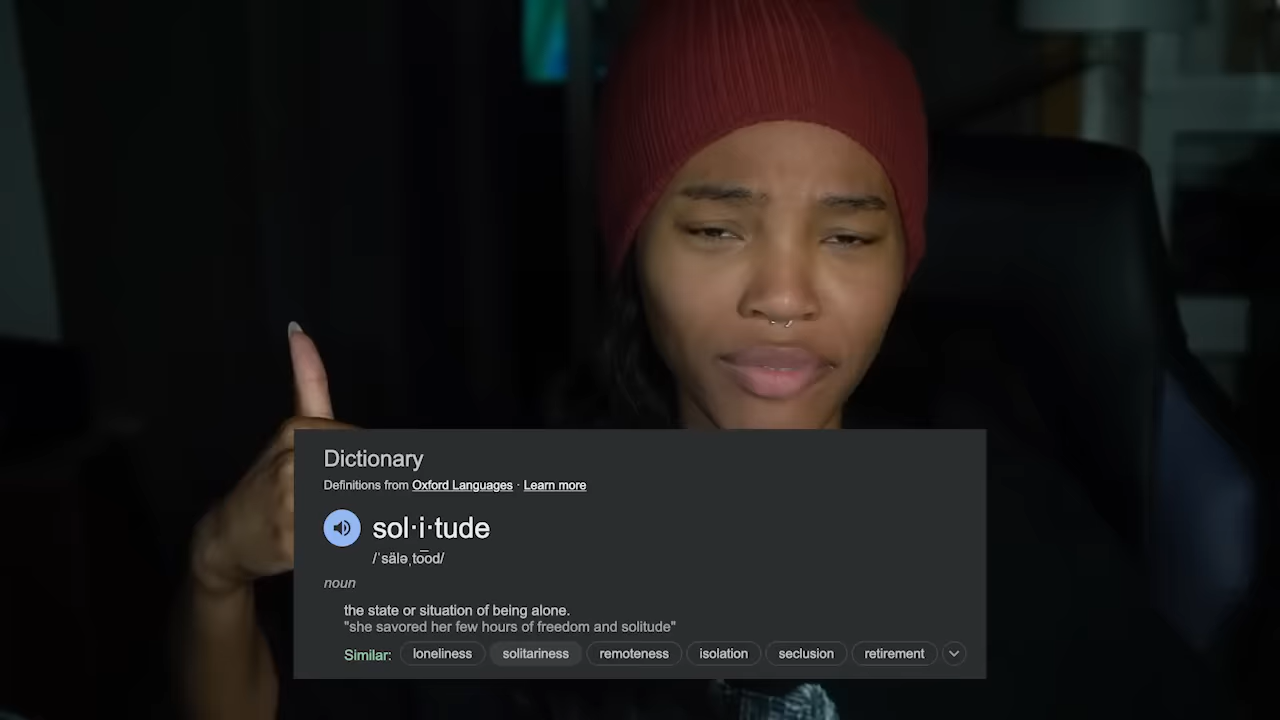 Dictionary
Definitions from Oxford Languages · Learn more
sol·i·tude
/ˈsäləˌto͞od/
noun
the state or situation of being alone.
"she savored her few hours of freedom and solitude"
Similar: loneliness solitariness remoteness isolation seclusion retirement